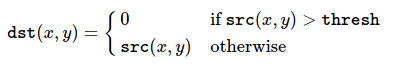 dst(x, y) = { 0 if src(x, y) > thresh
src(x, y) otherwise